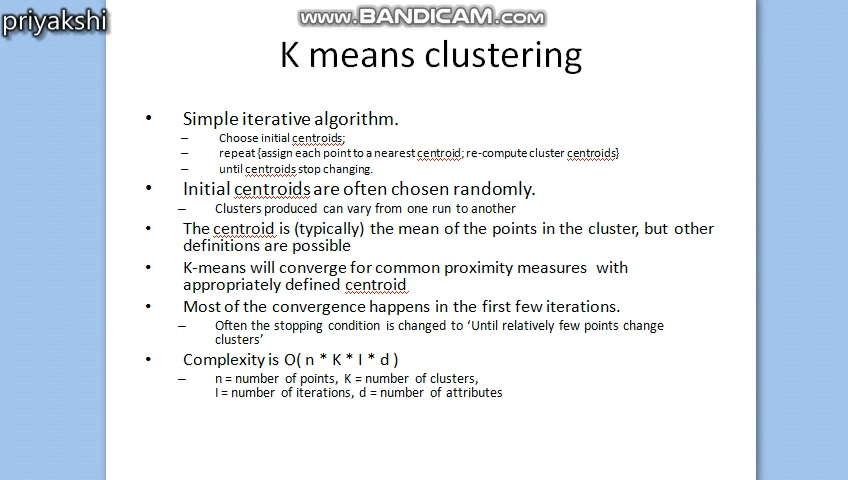 priyakshi
www.BANDICAM.com
K means clustering
• Simple iterative algorithm.
– Choose initial centroids;
– repeat {assign each point to a nearest centroid; re-compute cluster centroids}
– until centroids stop changing.
• Initial centroids are often chosen randomly.
– Clusters produced can vary from one run to another
• The centroid is (typically) the mean of the points in the cluster, but other
definitions are possible
• K-means will converge for common proximity measures with
appropriately defined centroid
• Most of the convergence happens in the first few iterations.
– Often the stopping condition is changed to ‘Until relatively few points change
clusters’
• Complexity is O( n * K * I * d )
– n = number of points, K = number of clusters,
I = number of iterations, d = number of attributes